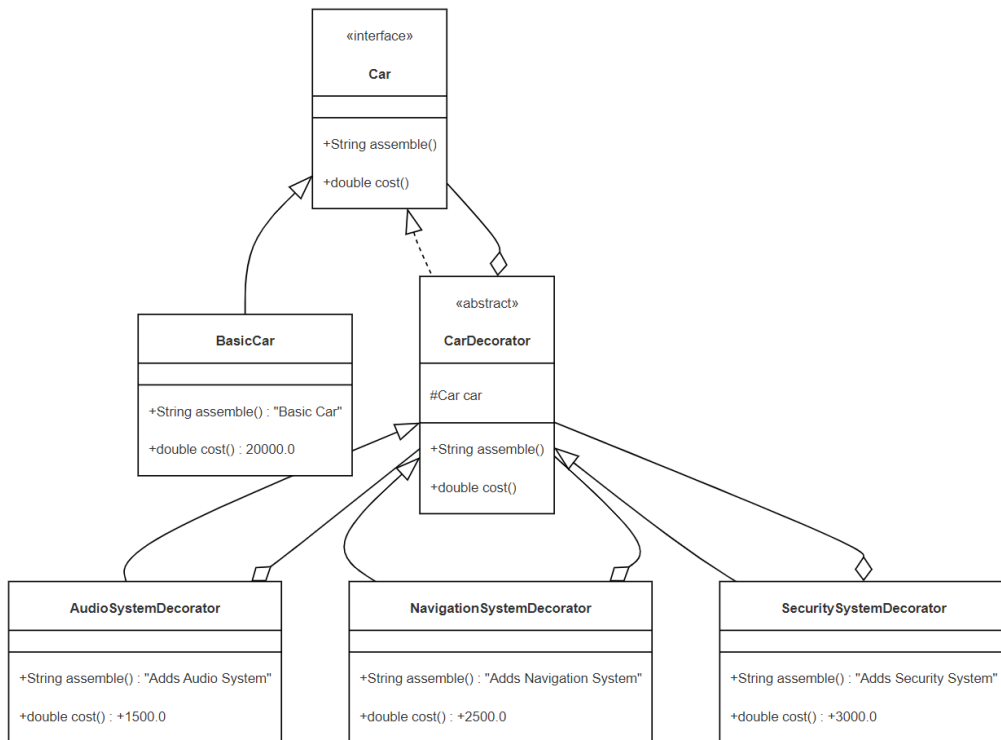 «interface»
Car
+String assemble()
+double cost()
«abstract»
CarDecorator
#Car car
+String assemble()
+double cost()
BasicCar
+String assemble() : "Basic Car"
+double cost() : 20000.0
AudioSystemDecorator
+String assemble() : "Adds Audio System"
+double cost() : +1500.0
NavigationSystemDecorator
+String assemble() : "Adds Navigation System"
+double cost() : +2500.0
SecuritySystemDecorator
+String assemble() : "Adds Security System"
+double cost() : +3000.0